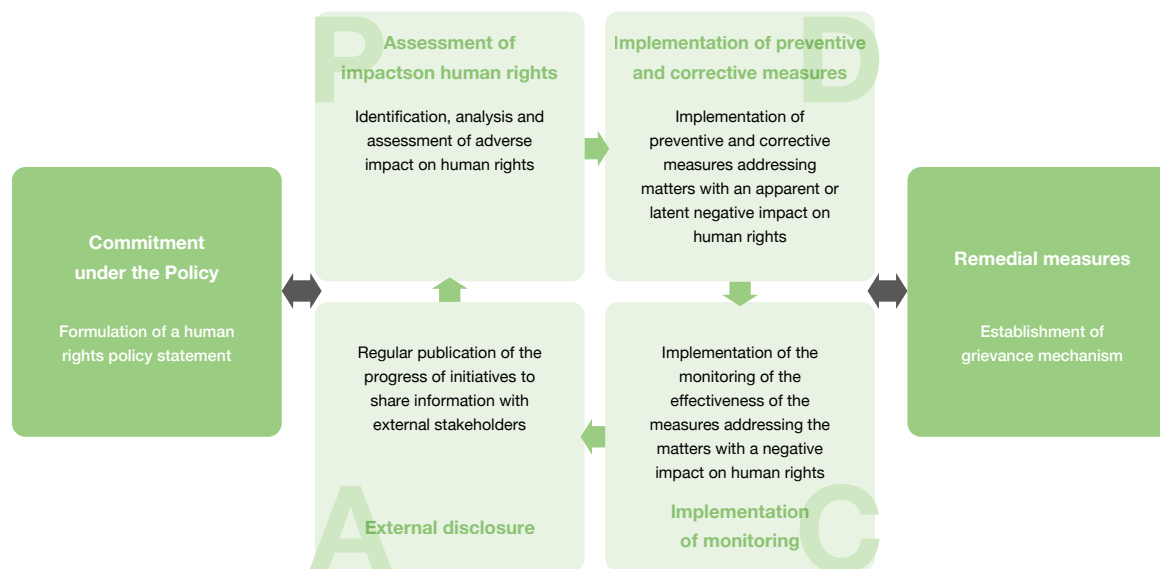 Commitment
under the Policy
Formulation of a human
rights policy statement
P
Assessment of
impactson human rights
Identification, analysis and
assessment of adverse
impact on human rights
D
Implementation of preventive
and corrective measures
Implementation of
preventive and corrective
measures addressing
matters with an apparent or
latent negative impact on
human rights
Implementation of the
monitoring of the
effectiveness of the
measures addressing the
matters with a negative
impact on human rights
Implementation
of monitoring
C
Regular publication of the
progress of initiatives to
share information with
external stakeholders
External disclosure
A
Remedial measures
Establishment of
grievance mechanism